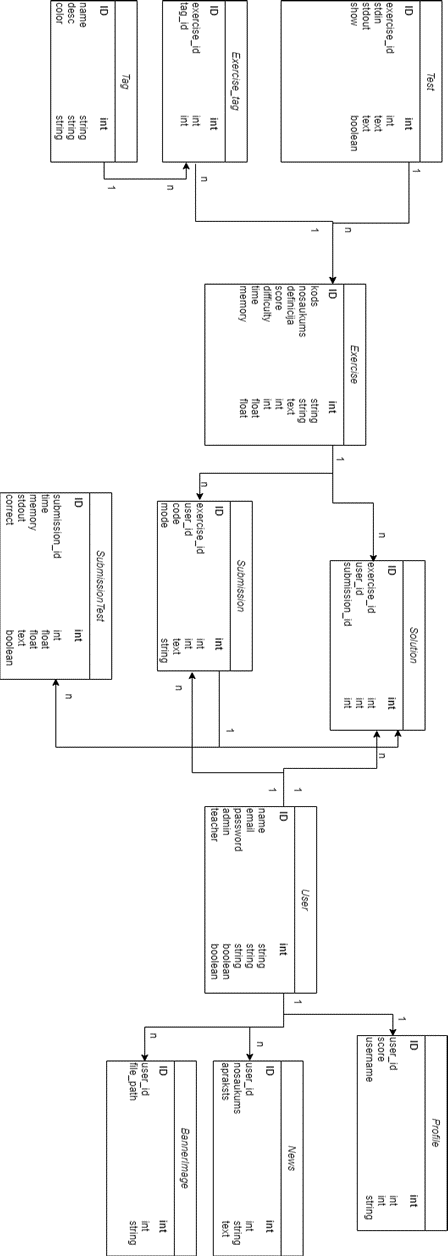 Test
ID int
exercise_id int
stdin text
stdout text
show boolean
1
Exercise_tag
ID int
exercise_id int
tag_id int
n
n
Tag
ID int
name string
desc string
color string
1
n
1
Exercise
ID int
kods string
nosaukums string
definicija text
score int
difficulty int
time float
memory float
1
n
n
Solution
ID int
exercise_id int
user_id int
submission_id int
n
Submission
ID int
exercise_id int
user_id int
code text
mode string
1
n
SubmissionTest
ID int
submission_id int
time float
memory float
stdout text
correct boolean
n
1
1
User
ID int
name string
email string
password string
admin boolean
teacher boolean
1
1
n
n
Profile
ID int
user_id int
score int
username string
News
ID int
user_id int
nosaukums string
apraksts text
BannerImage
ID int
user_id int
file_path string